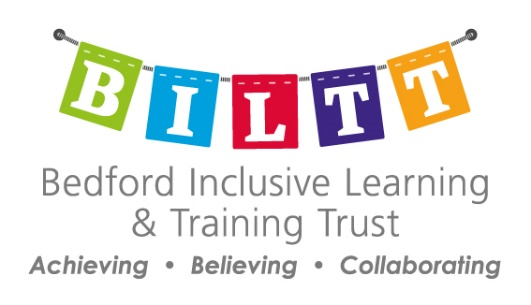 BILTT
Bedford Inclusive Learning
& Training Trust
Achieving • Believing • Collaborating